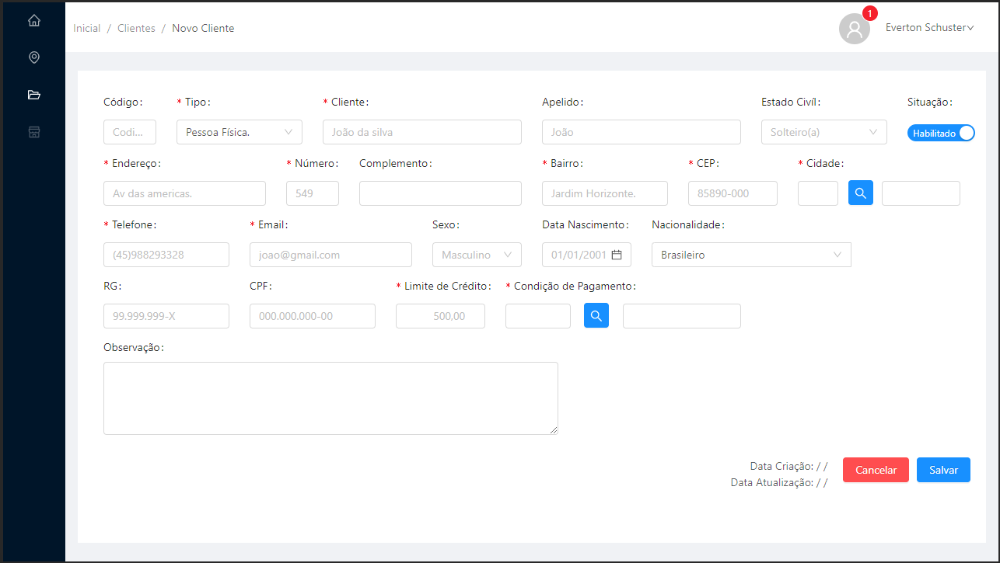 1
Inicial / Clientes / Novo Cliente
Everton Schuster
Código: * Tipo: * Cliente: Apelido: Estado Civíl: Situação:
Codi... Pessoa Física. João da silva João Solteiro(a) Habilitado
* Endereço: * Número: Complemento: * Bairro: * CEP: * Cidade:
Av das americas. 549 Jardim Horizonte. 85890-000
* Telefone: * Email: Sexo: Data Nascimento: Nacionalidade:
(45)988293328 joao@gmail.com Masculino 01/01/2001 Brasileiro
RG: CPF: * Limite de Crédito: * Condição de Pagamento:
99.999.999-X 000.000.000-00 500,00
Observação:
Data Criação: / /
Data Atualização: / /
Cancelar Salvar